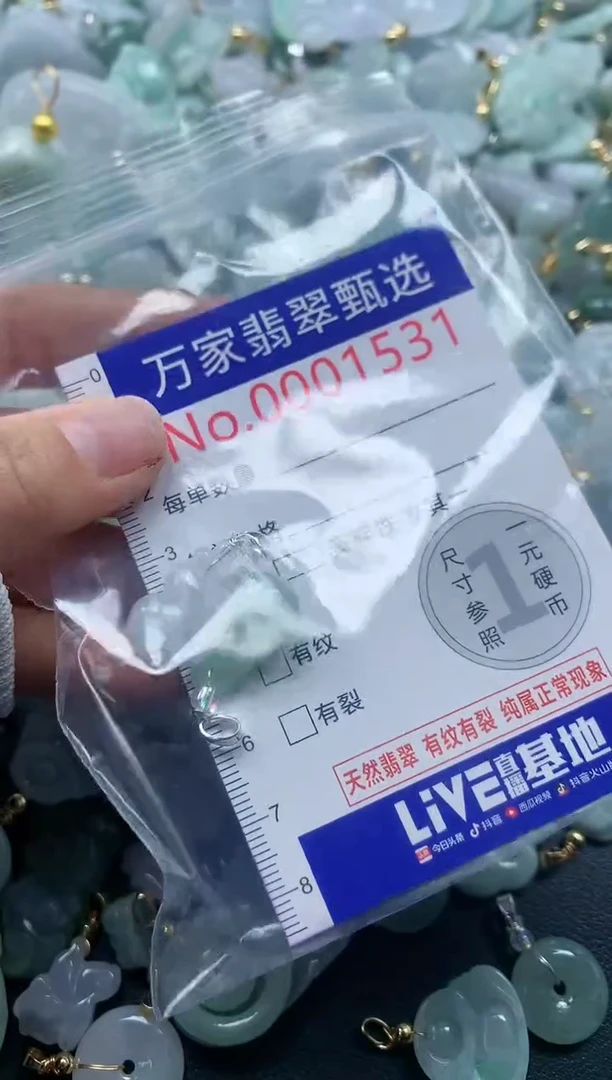 万家翡翠甄选
No.0001531
0
每单数
2
3
格
其
尺寸参照
1
一元硬币
有纹
有裂
6
7
8
天然翡翠 有纹有裂 纯属正常现象
LiVE直播基地
今日头条 抖音 西瓜视频 抖音火山版